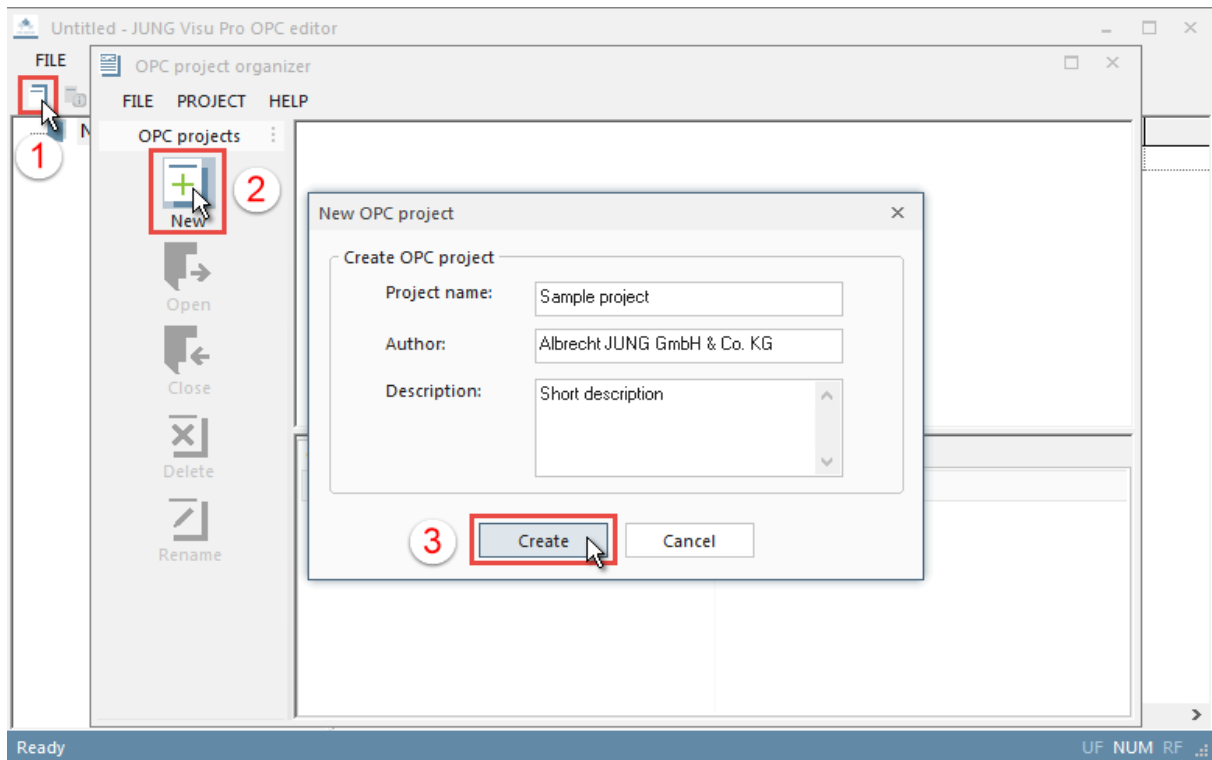 Untitled - JUNG Visu Pro OPC editor
FILE
OPC project organizer
FILE PROJECT HELP
1
N
OPC projects
2
New
Open
Close
Delete
Rename
New OPC project
Create OPC project
Project name: Sample project
Author: Albrecht JUNG GmbH & Co. KG
Description: Short description
3 Create Cancel
Ready UF NUM RF